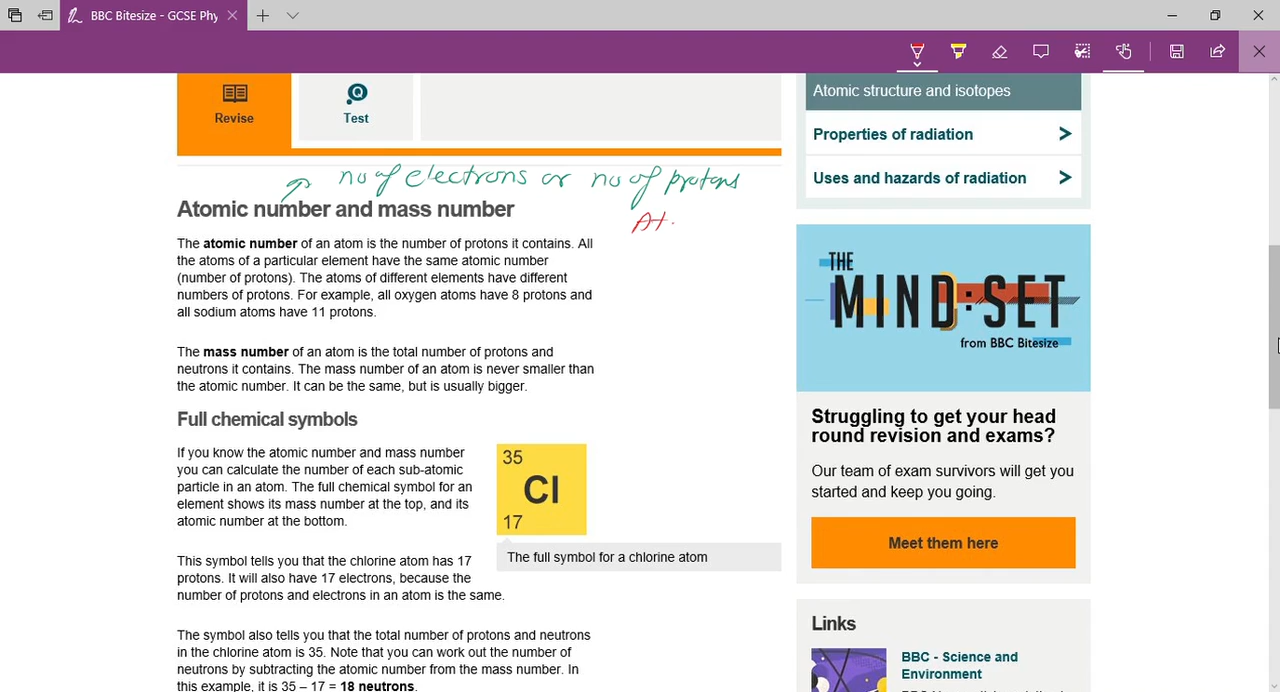 BBC Bitesize - GCSE Phy
Revise
Test
Atomic structure and isotopes
Properties of radiation
Uses and hazards of radiation
no of electrons or no of protons
Atomic number and mass number
At.
The atomic number of an atom is the number of protons it contains. All
the atoms of a particular element have the same atomic number
(number of protons). The atoms of different elements have different
numbers of protons. For example, all oxygen atoms have 8 protons and
all sodium atoms have 11 protons.
The mass number of an atom is the total number of protons and
neutrons it contains. The mass number of an atom is never smaller than
the atomic number. It can be the same, but is usually bigger.
Full chemical symbols
If you know the atomic number and mass number
you can calculate the number of each sub-atomic
particle in an atom. The full chemical symbol for an
element shows its mass number at the top, and its
atomic number at the bottom.
35
Cl
17
The full symbol for a chlorine atom
This symbol tells you that the chlorine atom has 17
protons. It will also have 17 electrons, because the
number of protons and electrons in an atom is the same.
The symbol also tells you that the total number of protons and neutrons
in the chlorine atom is 35. Note that you can work out the number of
neutrons by subtracting the atomic number from the mass number. In
this example, it is 35 – 17 = 18 neutrons.
THE
MIND:SET
from BBC Bitesize
Struggling to get your head
round revision and exams?
Our team of exam survivors will get you
started and keep you going.
Meet them here
Links
BBC - Science and
Environment